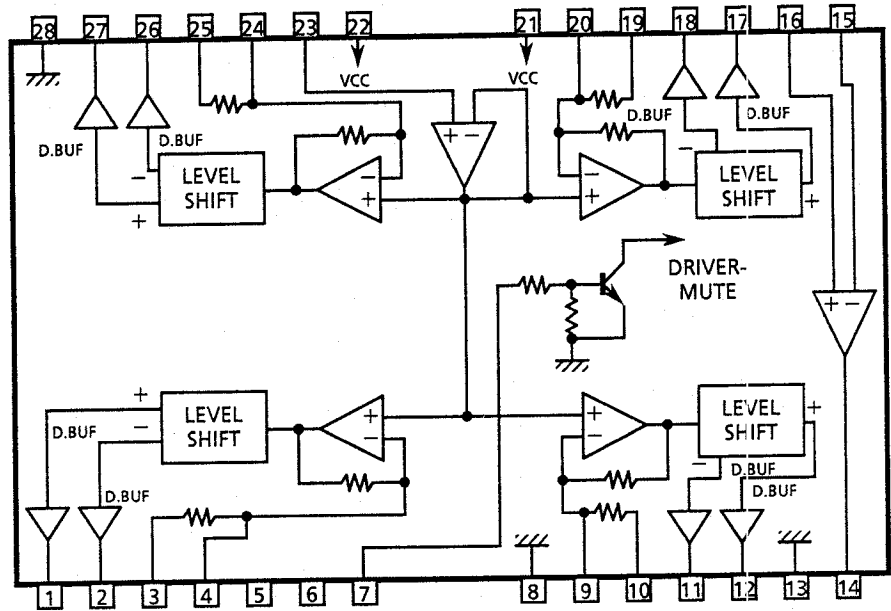 28 27 26 25 24 23 22 21 20 19 18 17 16 15
VCC VCC
D.BUF D.BUF
D.BUF D.BUF
− LEVEL SHIFT
+
− +
+ −
− +
− LEVEL SHIFT
+
+ −
DRIVER-
MUTE
+ LEVEL SHIFT
−
+ −
+ −
LEVEL SHIFT +
−
D.BUF
D.BUF
D.BUF
D.BUF
1 2 3 4 5 6 7 8 9 10 11 12 13 14